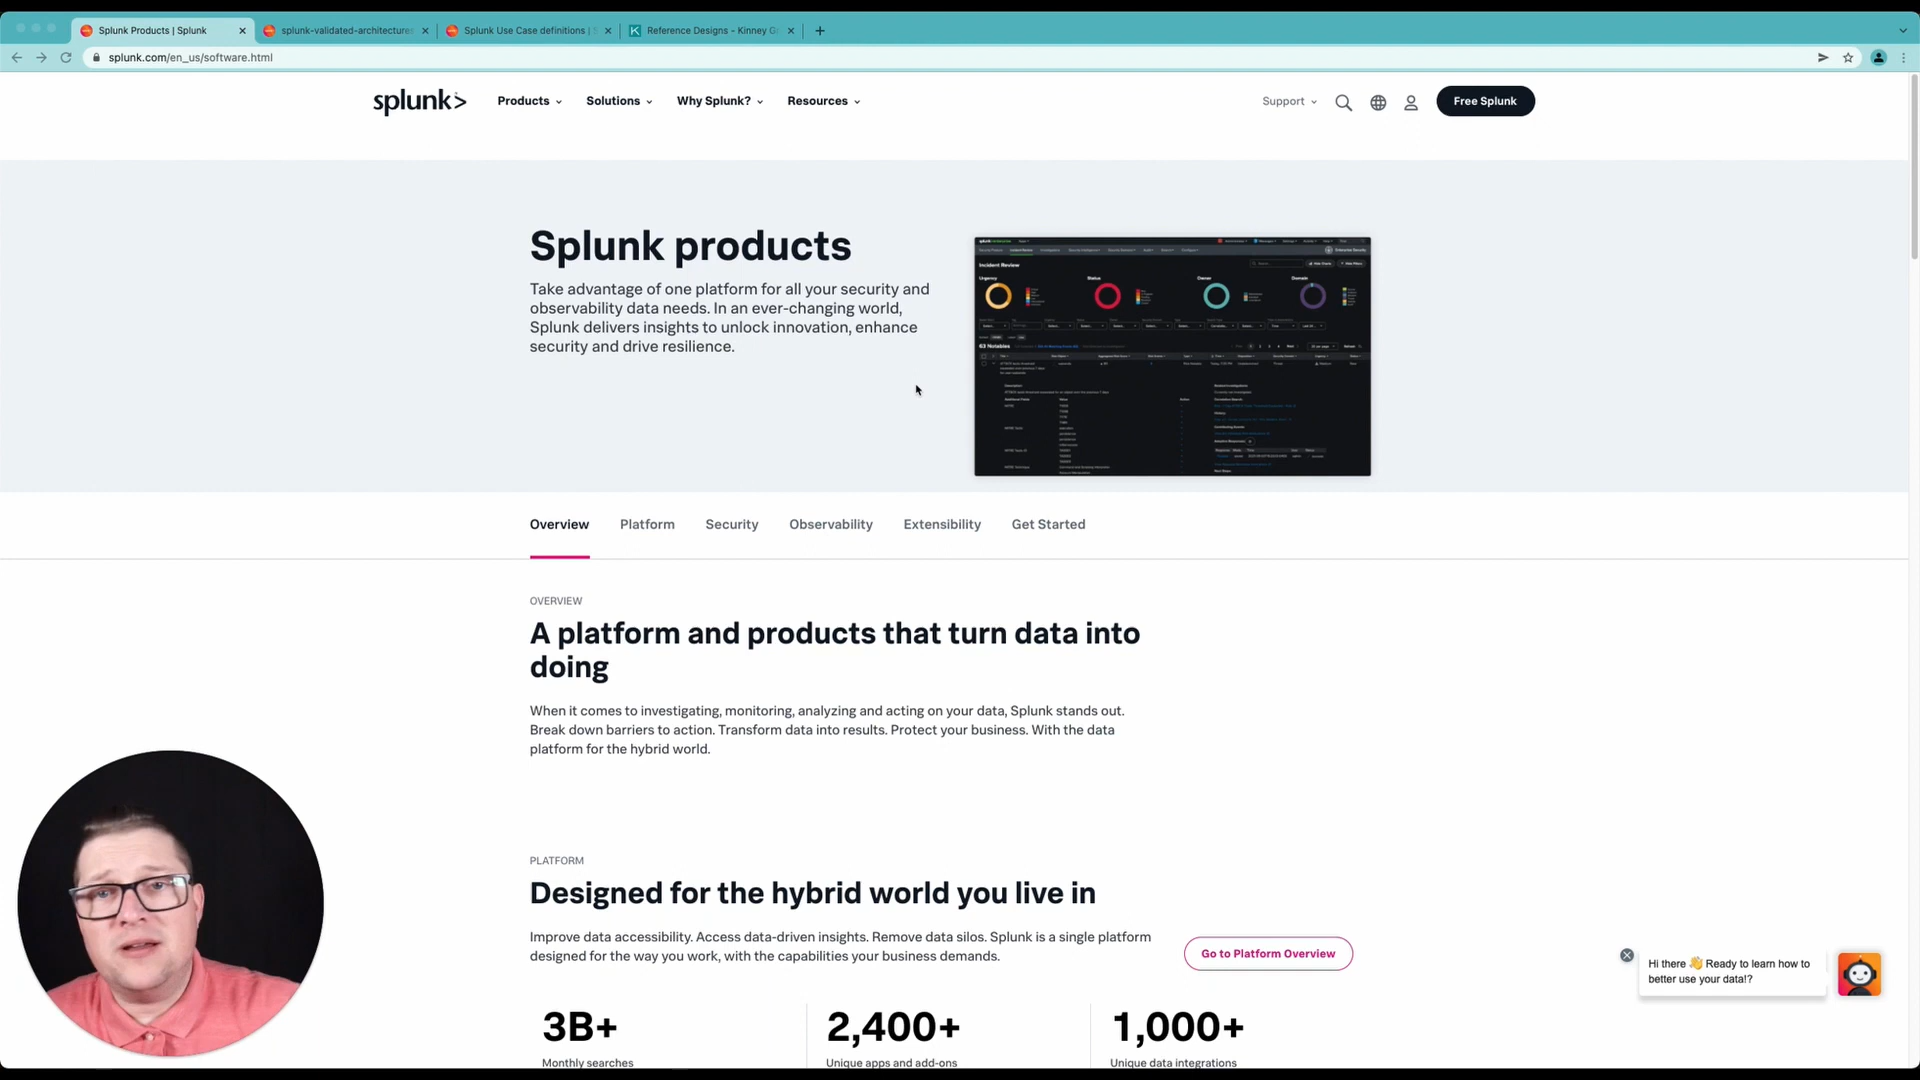 Splunk Products | Splunk
splunk-validated-architectures
Splunk Use Case definitions |
Reference Designs - Kinney G
splunk.com/en_us/software.html
splunk>
Products
Solutions
Why Splunk?
Resources
Support
Free Splunk
Splunk products
Take advantage of one platform for all your security and
observability data needs. In an ever-changing world,
Splunk delivers insights to unlock innovation, enhance
security and drive resilience.
Incident Review
Urgency
Status
Owner
Domain
63 Notables
Overview
Platform
Security
Observability
Extensibility
Get Started
OVERVIEW
A platform and products that turn data into
doing
When it comes to investigating, monitoring, analyzing and acting on your data, Splunk stands out.
Break down barriers to action. Transform data into results. Protect your business. With the data
platform for the hybrid world.
PLATFORM
Designed for the hybrid world you live in
Improve data accessibility. Access data-driven insights. Remove data silos. Splunk is a single platform
designed for the way you work, with the capabilities your business demands.
Go to Platform Overview
Hi there 👋 Ready to learn how to
better use your data!?
3B+
Monthly searches
2,400+
Unique apps and add-ons
1,000+
Unique data integrations